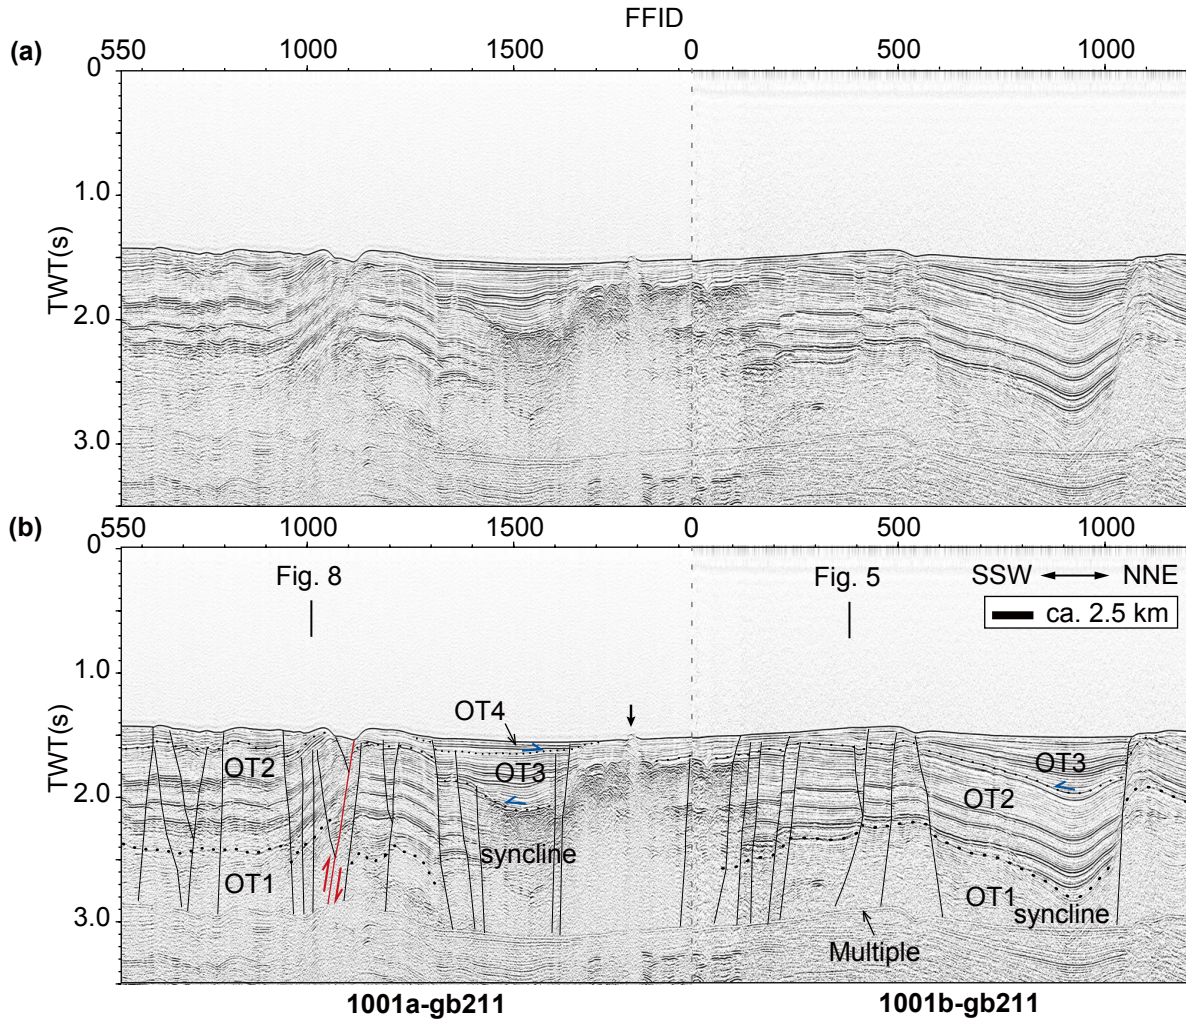 FFID
(a) 550 1000 1500 0 500 1000
0
1.0
2.0
3.0
TWT(s)
(b) 550 1000 1500 0 500 1000
0
Fig. 8 Fig. 5 SSW NNE
ca. 2.5 km
1.0
OT4
OT2 OT3 OT3
OT2
2.0
TWT(s)
syncline
OT1 OT1 syncline
3.0
Multiple
1001a-gb211 1001b-gb211